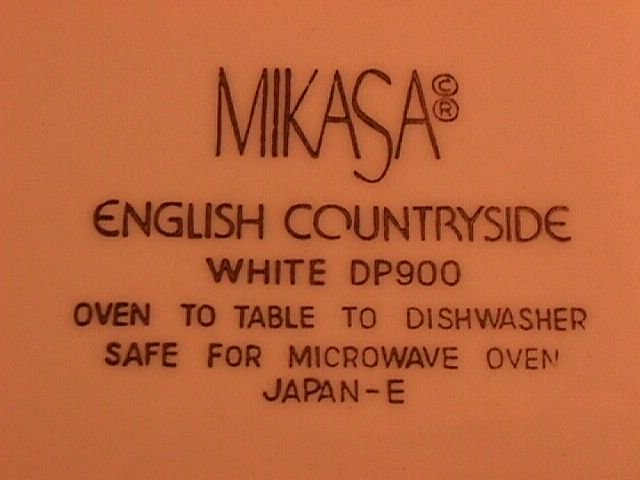 MIKASA©®
ENGLISH COUNTRYSIDE
WHITE DP900
OVEN TO TABLE TO DISHWASHER
SAFE FOR MICROWAVE OVEN
JAPAN-E